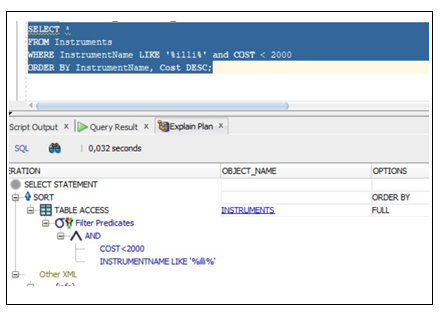 SELECT *
FROM Instruments
WHERE InstrumentName LIKE '%illi%' and COST < 2000
ORDER BY InstrumentName, Cost DESC;
Script Output x Query Result x Explain Plan x
SQL 0,032 seconds
RATION OBJECT_NAME OPTIONS
SELECT STATEMENT
SORT ORDER BY
TABLE ACCESS INSTRUMENTS FULL
Filter Predicates
AND
COST<2000
INSTRUMENTNAME LIKE '%illi%'
Other XML